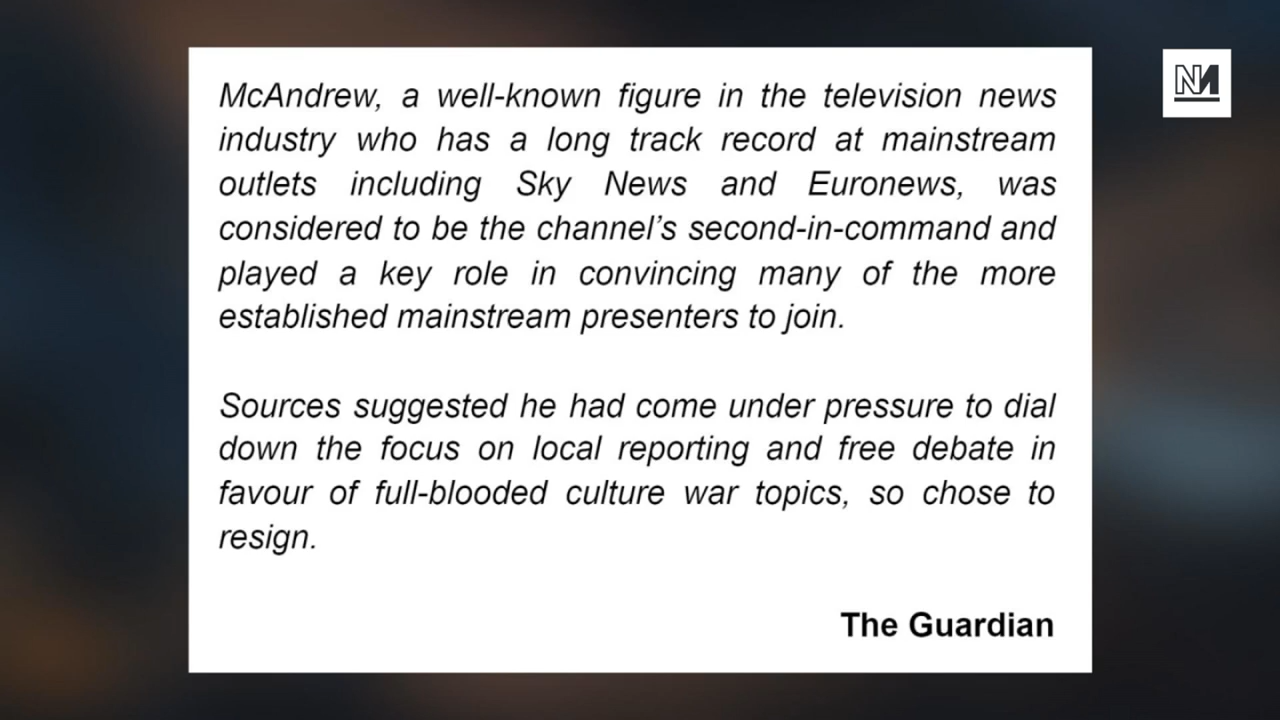 McAndrew, a well-known figure in the television news
industry who has a long track record at mainstream
outlets including Sky News and Euronews, was
considered to be the channel’s second-in-command and
played a key role in convincing many of the more
established mainstream presenters to join.
Sources suggested he had come under pressure to dial
down the focus on local reporting and free debate in
favour of full-blooded culture war topics, so chose to
resign.
The Guardian
NM